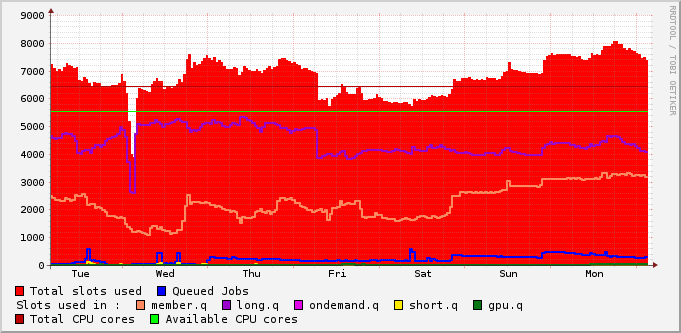 RRDTOOL / TOBI OETIKER
9000
8000
7000
6000
5000
4000
3000
2000
1000
0
Tue Wed Thu Fri Sat Sun Mon
Total slots used Queued Jobs
Slots used in : member.q long.q ondemand.q short.q gpu.q
Total CPU cores Available CPU cores